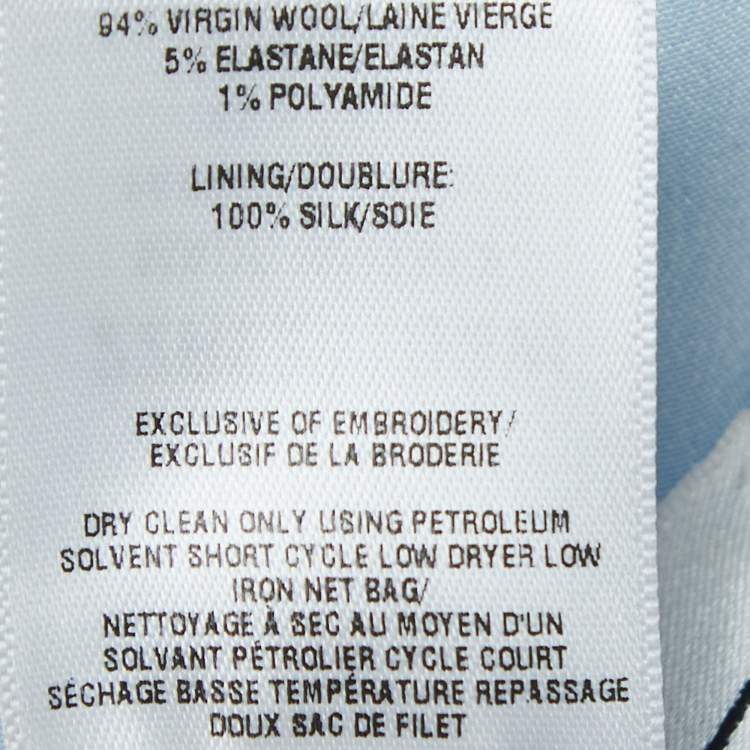 94% VIRGIN WOOL/LAINE VIERGE
5% ELASTANE/ELASTAN
1% POLYAMIDE
LINING/DOUBLURE:
100% SILK/SOIE
EXCLUSIVE OF EMBROIDERY/
EXCLUSIF DE LA BRODERIE
DRY CLEAN ONLY USING PETROLEUM
SOLVENT SHORT CYCLE LOW DRYER LOW
IRON NET BAG/
NETTOYAGE À SEC AU MOYEN D'UN
SOLVANT PÉTROLIER CYCLE COURT
SÉCHAGE BASSE TEMPÉRATURE REPASSAGE
DOUX SAC DE FILET